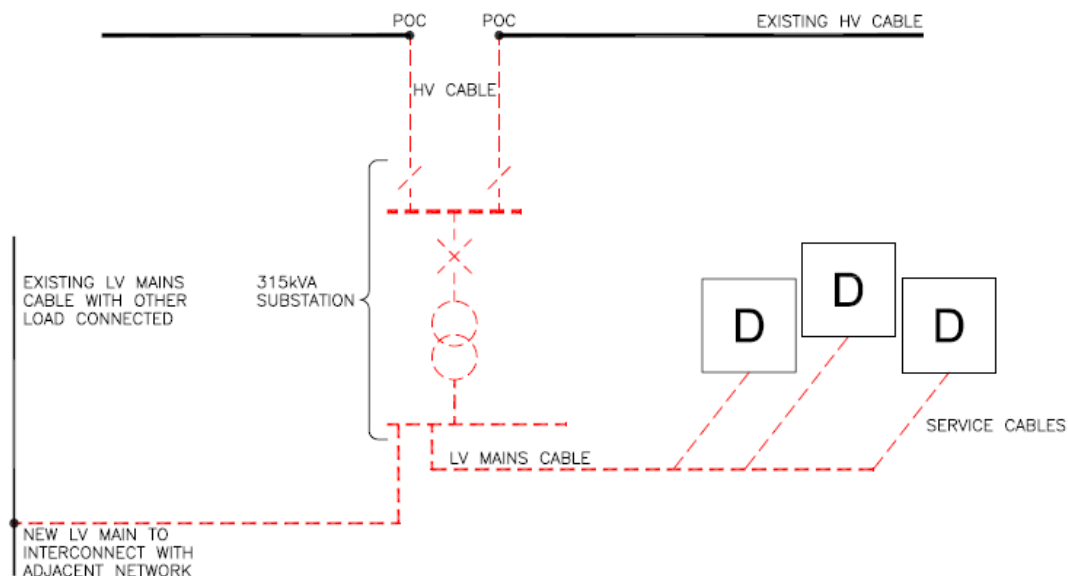 POC
POC
EXISTING HV CABLE
HV CABLE
EXISTING LV MAINS
CABLE WITH OTHER
LOAD CONNECTED
315kVA
SUBSTATION
D
D
D
SERVICE CABLES
LV MAINS CABLE
NEW LV MAIN TO
INTERCONNECT WITH
ADJACENT NETWORK